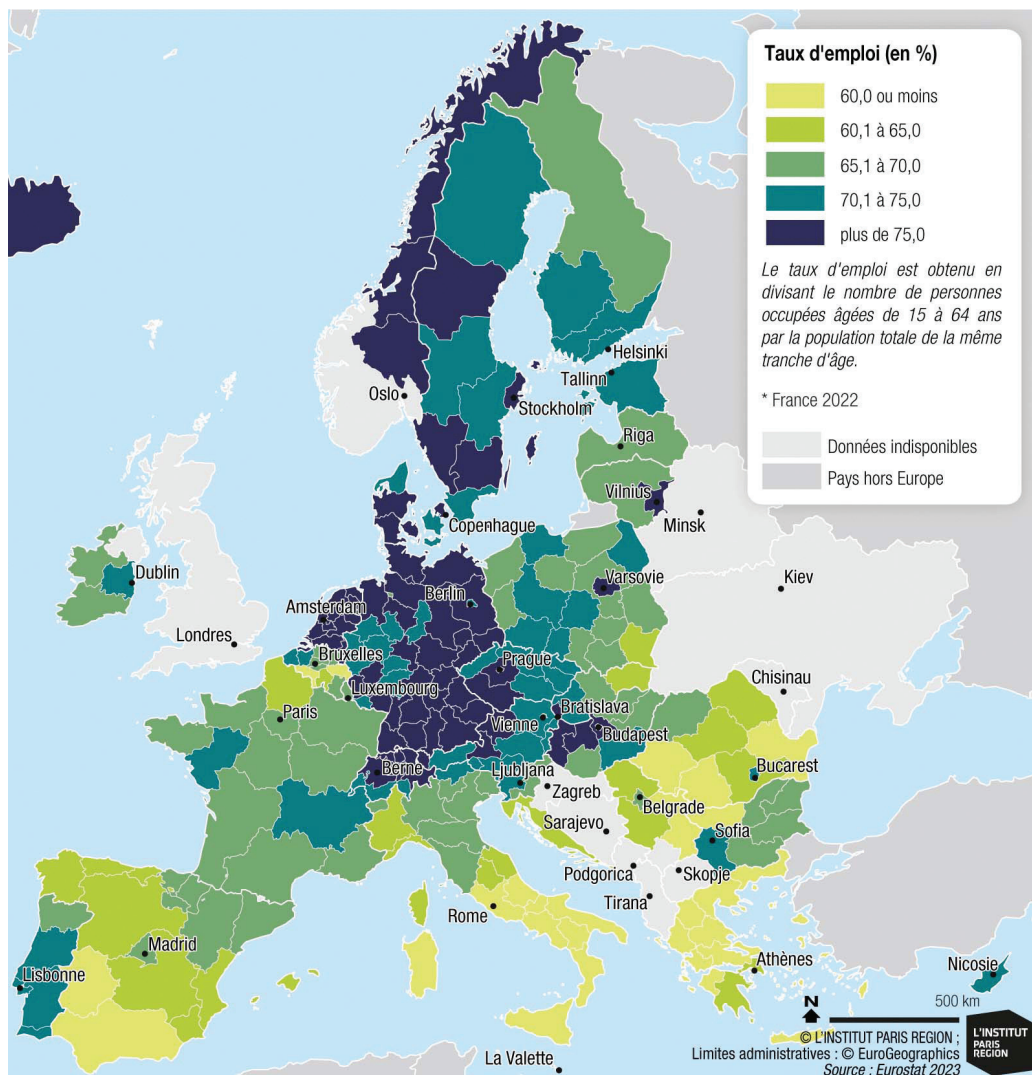 Taux d'emploi (en %)
60,0 ou moins
60,1 à 65,0
65,1 à 70,0
70,1 à 75,0
plus de 75,0
Le taux d'emploi est obtenu en
divisant le nombre de personnes
occupées âgées de 15 à 64 ans
par la population totale de la même
tranche d'âge.
* France 2022
Données indisponibles
Pays hors Europe
Helsinki
Tallinn
Oslo
Stockholm
Riga
Vilnius
Minsk
Copenhague
Dublin
Varsovie
Kiev
Berlin
Amsterdam
Londres
Bruxelles
Prague
Luxembourg
Chisinau
Paris
Bratislava
Vienne
Budapest
Berne
Ljubljana
Bucarest
Zagreb
Belgrade
Sarajevo
Sofia
Podgorica
Skopje
Tirana
Rome
Madrid
Lisbonne
Athènes
Nicosie
La Valette
N
500 km
© L'INSTITUT PARIS REGION ;
Limites administratives : © EuroGeographics
Source : Eurostat 2023
L'INSTITUT
PARIS
REGION